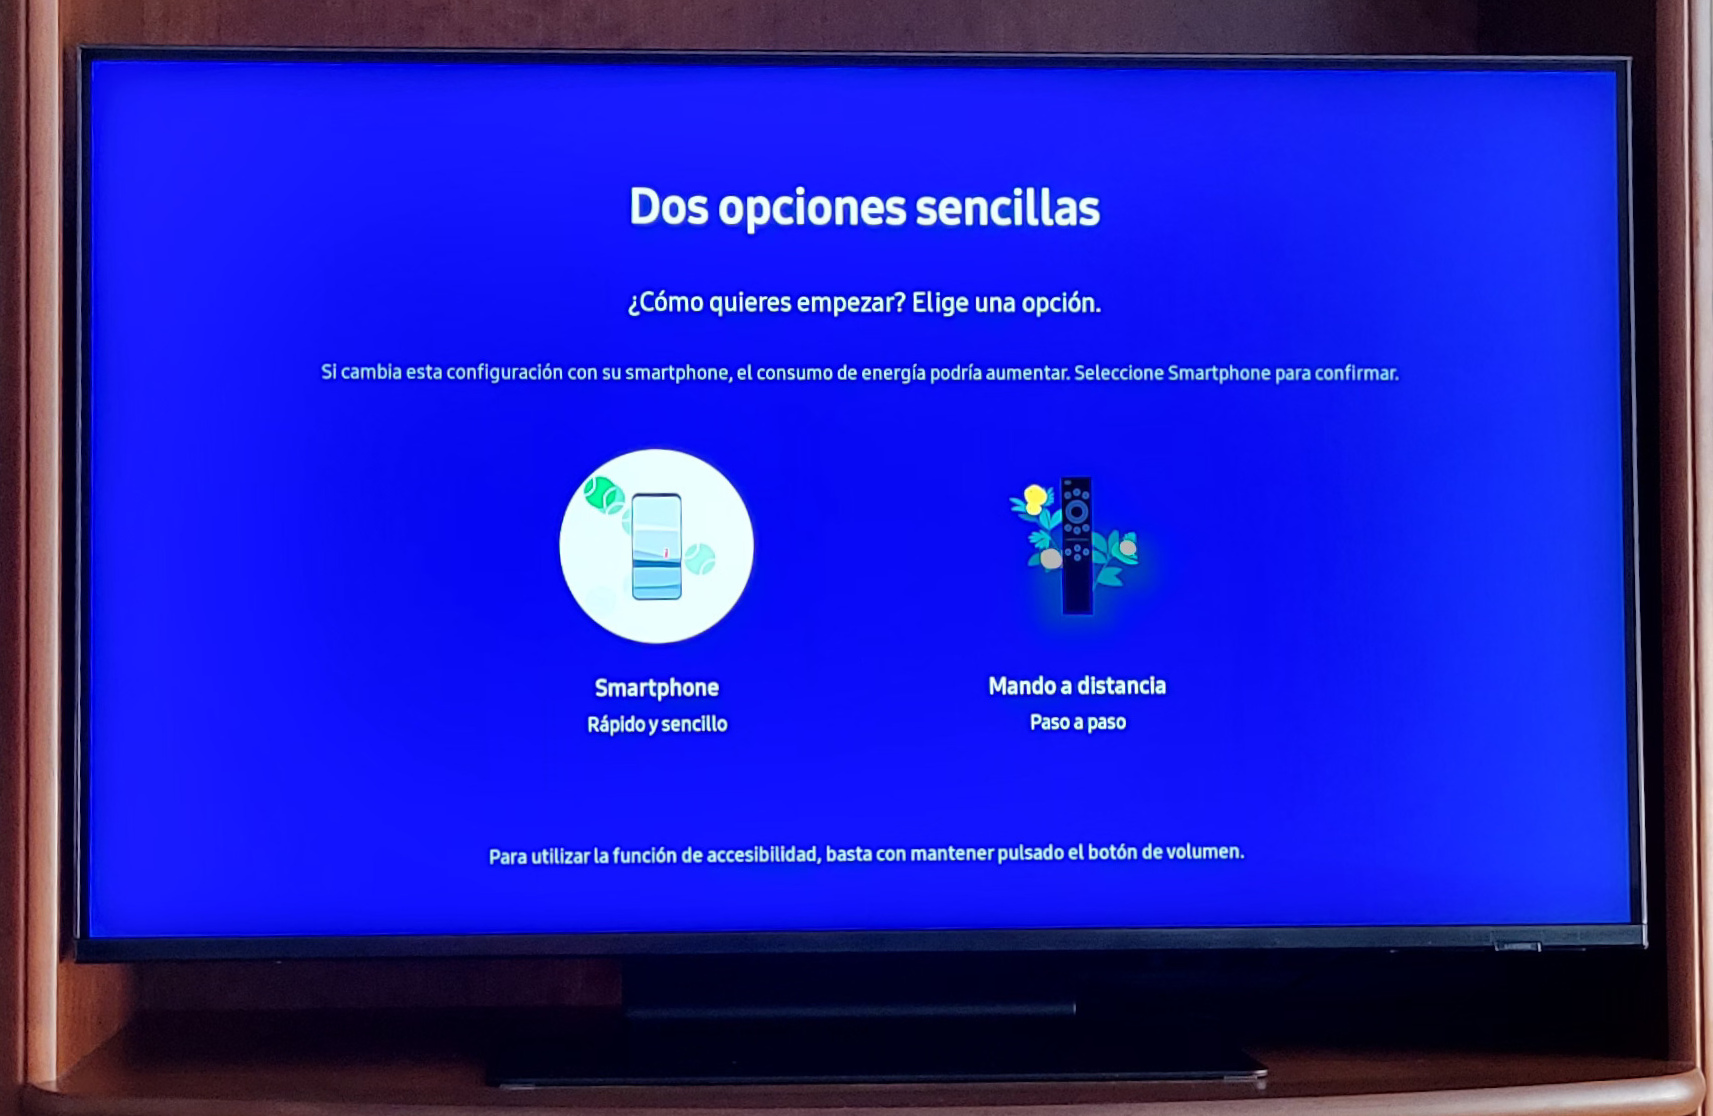 Dos opciones sencillas
¿Cómo quieres empezar? Elige una opción.
Si cambia esta configuración con su smartphone, el consumo de energía podría aumentar. Seleccione Smartphone para confirmar.
Smartphone
Rápido y sencillo
Mando a distancia
Paso a paso
Para utilizar la función de accesibilidad, basta con mantener pulsado el botón de volumen.